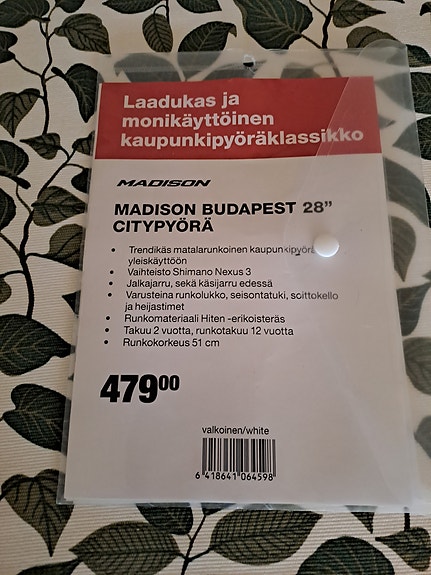 Laadukas ja
monikäyttöinen
kaupunkipyöräklassikko
MADISON
MADISON BUDAPEST 28”
CITYPYÖRÄ
• Trendikäs matalarunkoinen kaupunkipyörä
yleiskäyttöön
• Vaihteisto Shimano Nexus 3
• Jalkajarru, sekä käsijarru edessä
• Varusteina runkolukko, seisontatuki, soittokello
ja heijastimet
• Runkomateriaali Hiten -erikoisteräs
• Takuu 2 vuotta, runkotakuu 12 vuotta
• Runkokorkeus 51 cm
47900
valkoinen/white
6 418641 064598